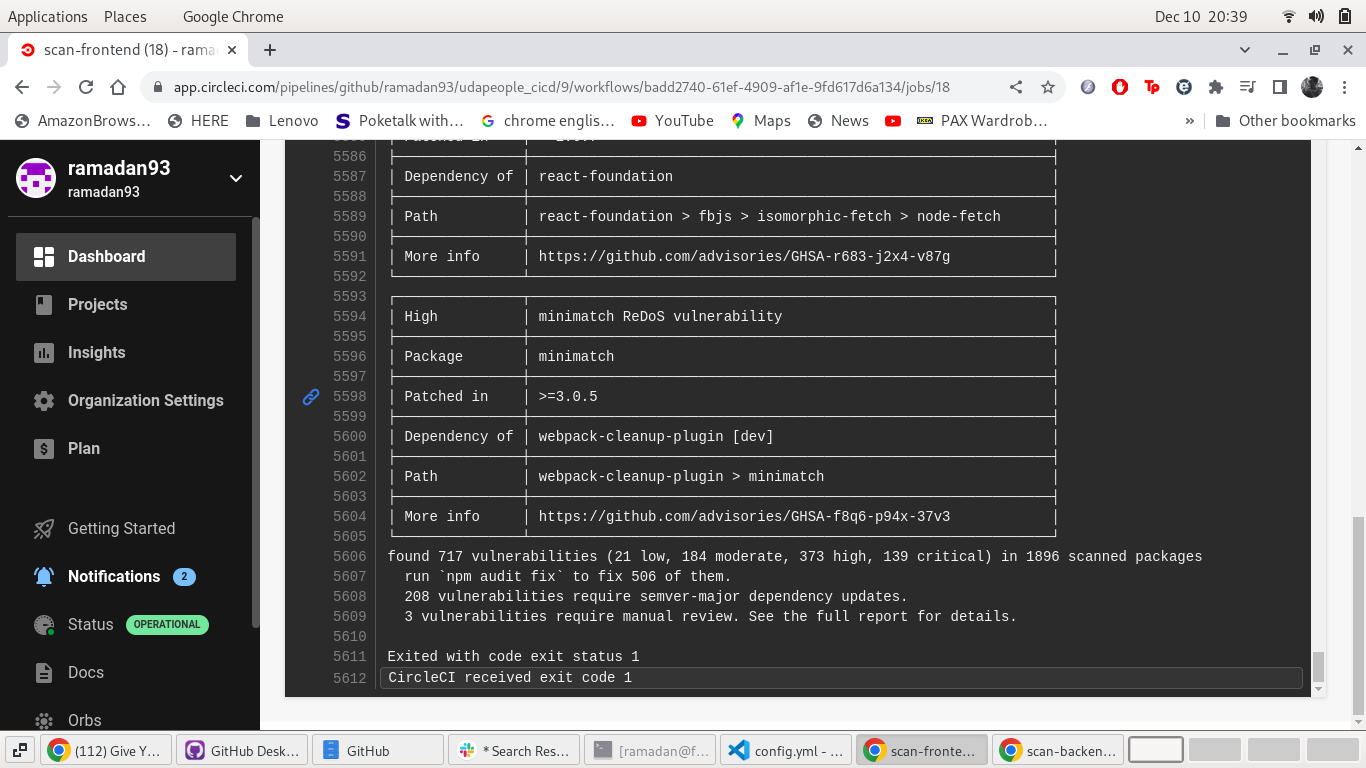 Applications Places Google Chrome Dec 10 20:39
scan-frontend (18) - rama
app.circleci.com/pipelines/github/ramadan93/udapeople_cicd/9/workflows/badd2740-61ef-4909-af1e-9fd617d6a134/jobs/18
AmazonBrows… HERE Lenovo Poketalk with… chrome englis… YouTube Maps News PAX Wardrob… » Other bookmarks
ramadan93
ramadan93
Dashboard
Projects
Insights
Organization Settings
Plan
Getting Started
Notifications 2
Status OPERATIONAL
Docs
Orbs
5586
5587 Dependency of react-foundation
5588
5589 Path react-foundation > fbjs > isomorphic-fetch > node-fetch
5590
5591 More info https://github.com/advisories/GHSA-r683-j2x4-v87g
5592
5593
5594 High minimatch ReDoS vulnerability
5595
5596 Package minimatch
5597
5598 Patched in >=3.0.5
5599
5600 Dependency of webpack-cleanup-plugin [dev]
5601
5602 Path webpack-cleanup-plugin > minimatch
5603
5604 More info https://github.com/advisories/GHSA-f8q6-p94x-37v3
5605
5606 found 717 vulnerabilities (21 low, 184 moderate, 373 high, 139 critical) in 1896 scanned packages
5607 run `npm audit fix` to fix 506 of them.
5608 208 vulnerabilities require semver-major dependency updates.
5609 3 vulnerabilities require manual review. See the full report for details.
5610
5611 Exited with code exit status 1
5612 CircleCI received exit code 1
(112) Give Y… GitHub Desk… GitHub * Search Res… [ramadan@f… config.yml - … scan-fronte… scan-backen…